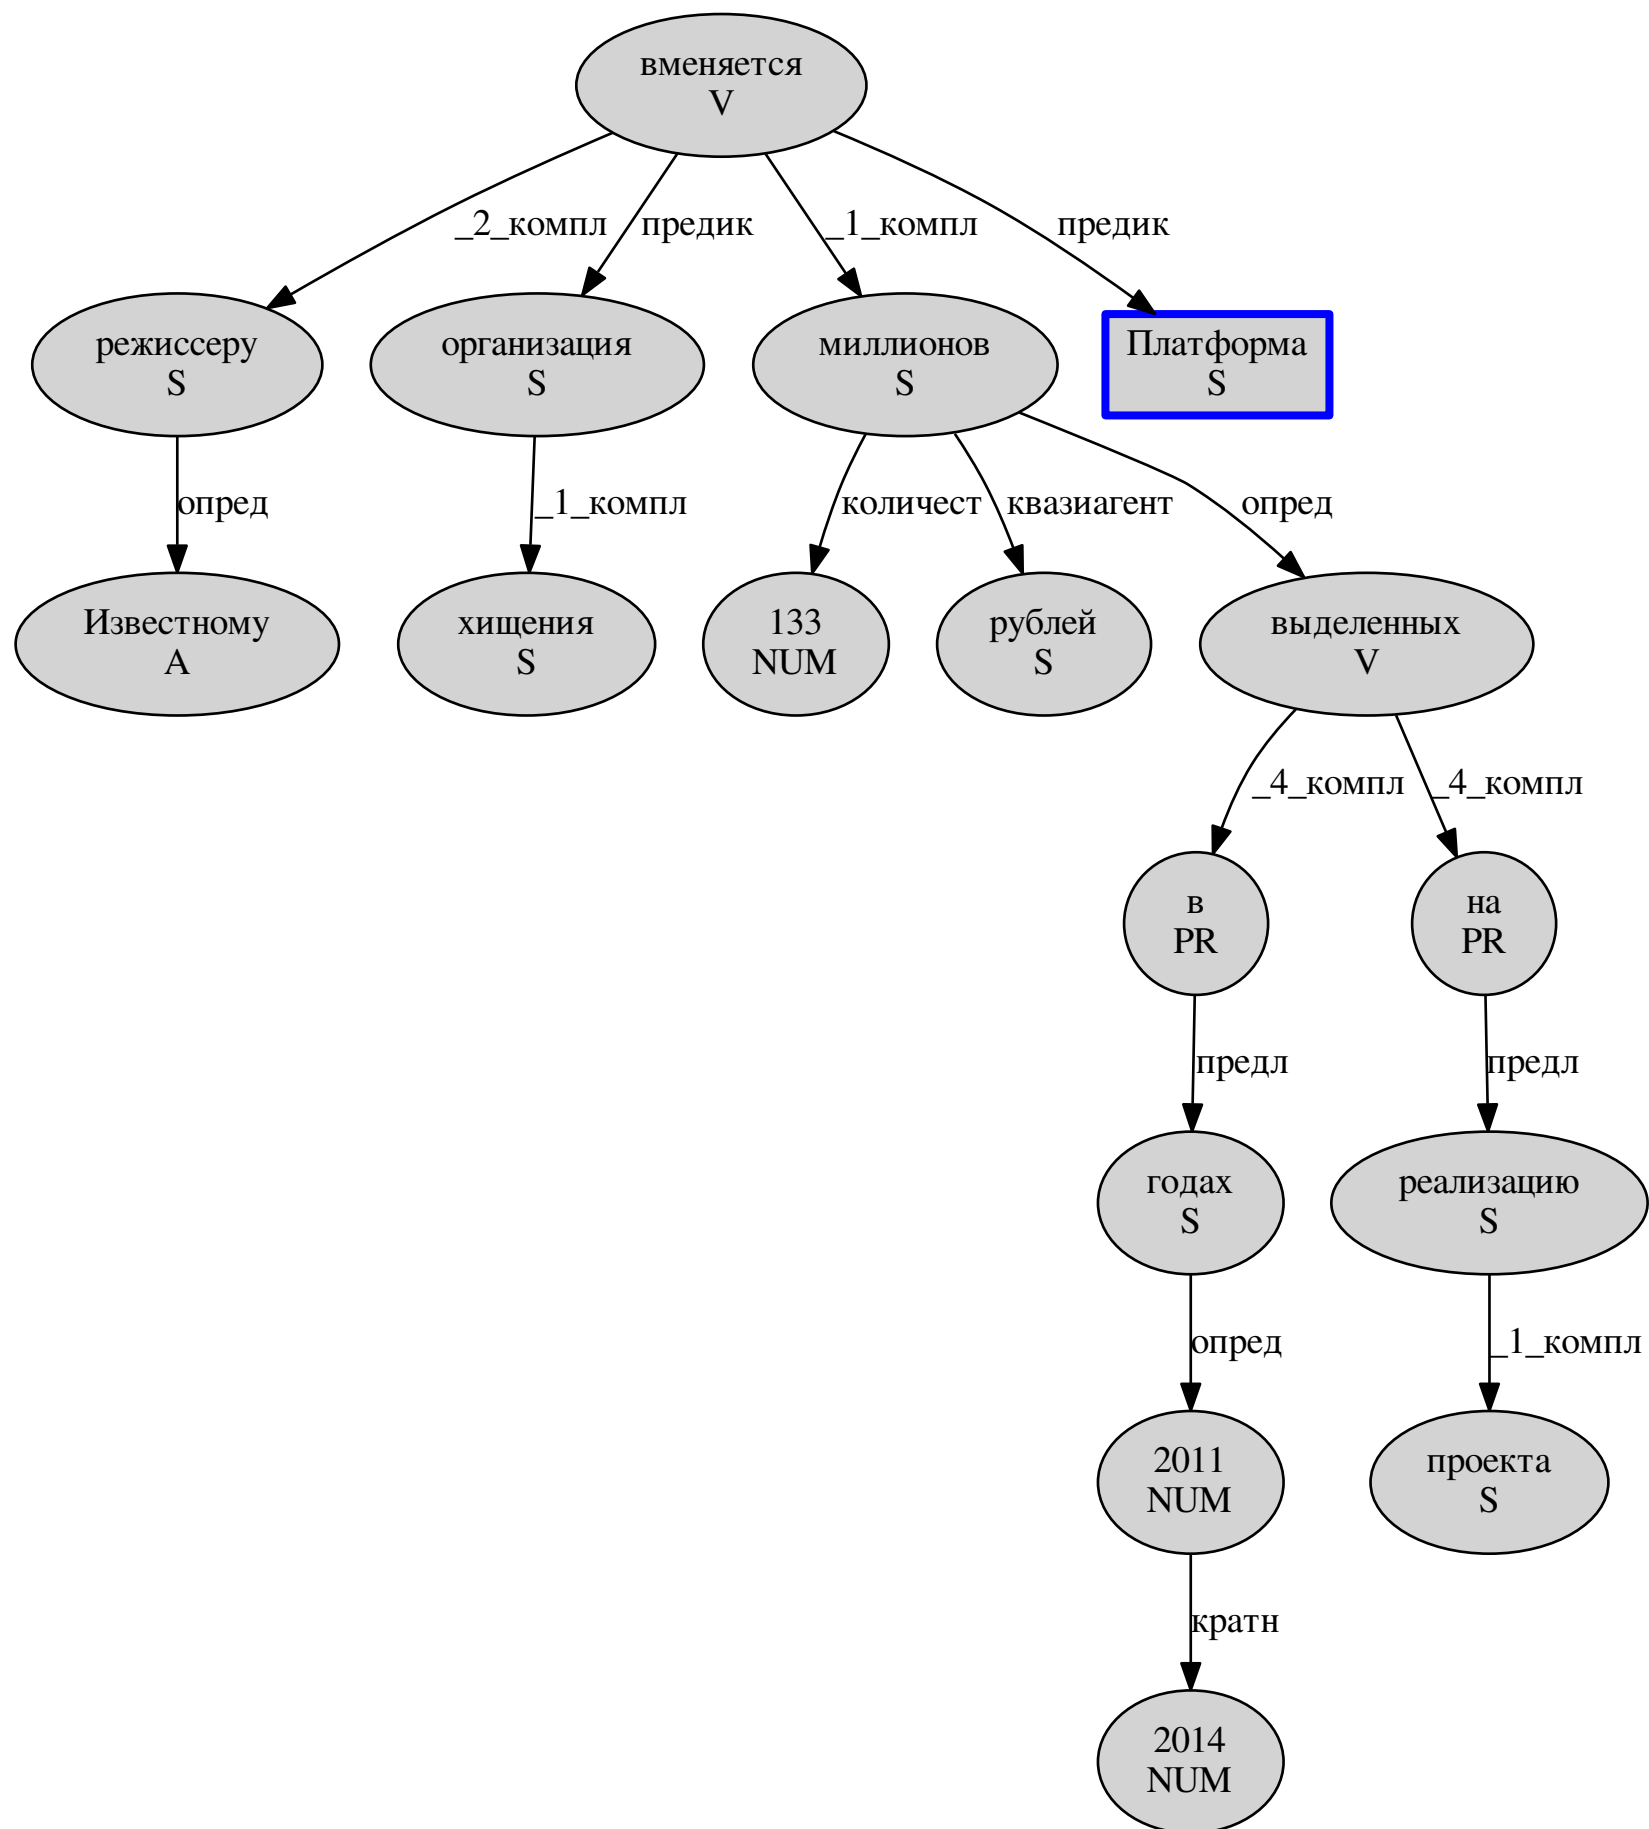 вменяется
V
_2_компл
предик
_1_компл
предик
режиссеру
S
организация
S
миллионов
S
Платформа
S
опред
_1_компл
количест
квазиагент
опред
Известному
A
хищения
S
133
NUM
рублей
S
выделенных
V
_4_компл
_4_компл
в
PR
на
PR
предл
предл
годах
S
реализацию
S
опред
_1_компл
2011
NUM
проекта
S
кратн
2014
NUM